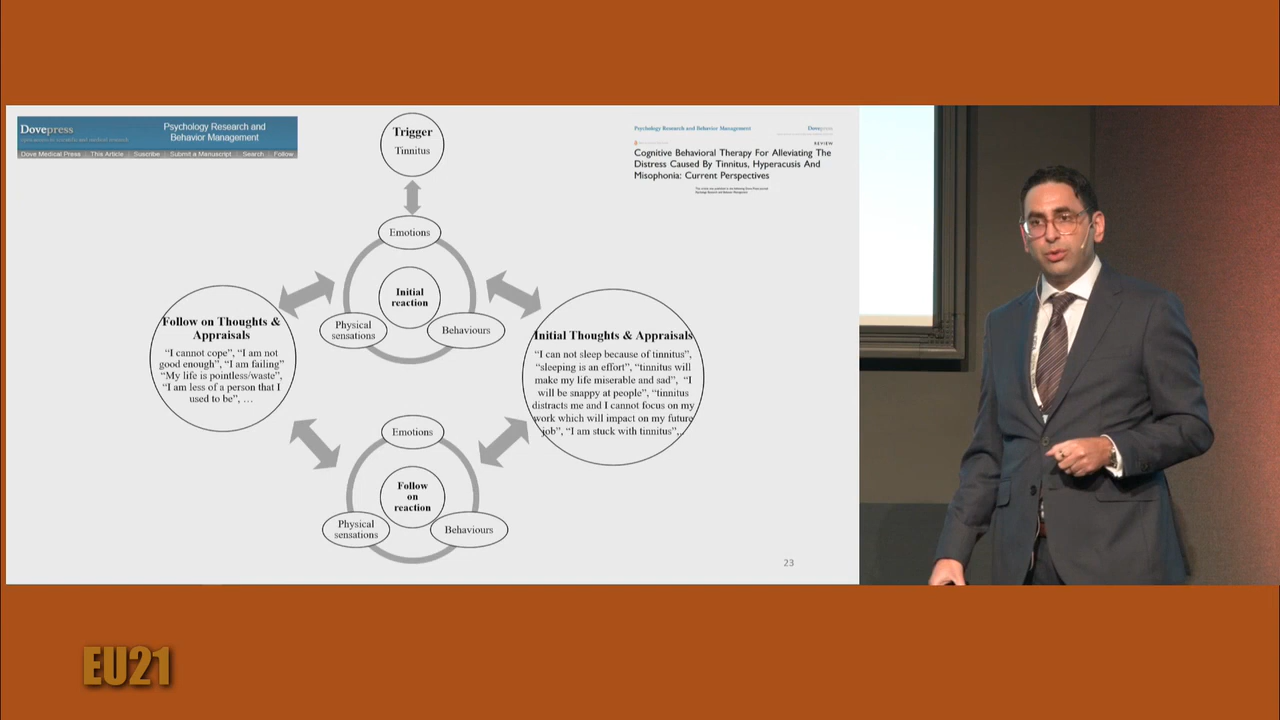 Dovepress
Psychology Research and
Behavior Management
Dove Medical Press
This Article
Suscribe
Submit a Manuscript
Search
Follow
Trigger
Tinnitus
Psychology Research and Behavior Management
Dovepress
REVIEW
Cognitive Behavioral Therapy For Alleviating The
Distress Caused By Tinnitus, Hyperacusis And
Misophonia: Current Perspectives
Emotions
Initial
reaction
Physical
sensations
Behaviours
Follow on Thoughts &
Appraisals
“I cannot cope”, “I am not
good enough”, “I am failing”
“My life is pointless/waste”,
“I am less of a person that I
used to be”, …
Initial Thoughts & Appraisals
“I can not sleep because of tinnitus”,
“sleeping is an effort”, “tinnitus will
make my life miserable and sad”, “I
will be snappy at people”, “tinnitus
distracts me and I cannot focus on my
work which will impact on my future
job”, “I am stuck with tinnitus”,..
Emotions
Follow
on
reaction
Physical
sensations
Behaviours
23
EU21